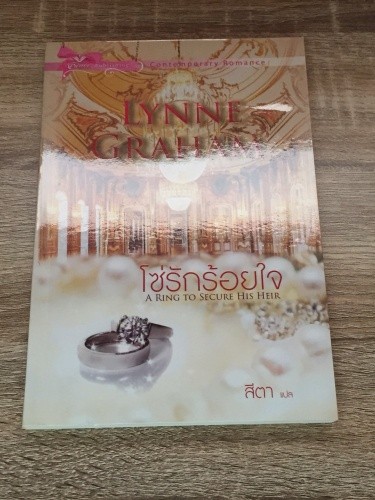 Contemporary Romance
LYNNE
GRAHAM
โซ่รักร้อยใจ
A RING TO SECURE HIS HEIR
สีตา แปล